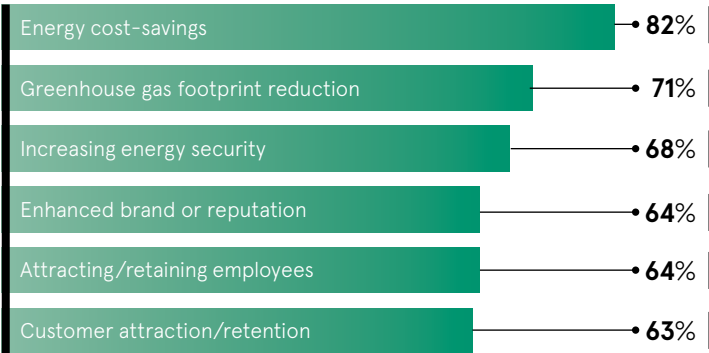 Energy cost-savings 82%
Greenhouse gas footprint reduction 71%
Increasing energy security 68%
Enhanced brand or reputation 64%
Attracting/retaining employees 64%
Customer attraction/retention 63%